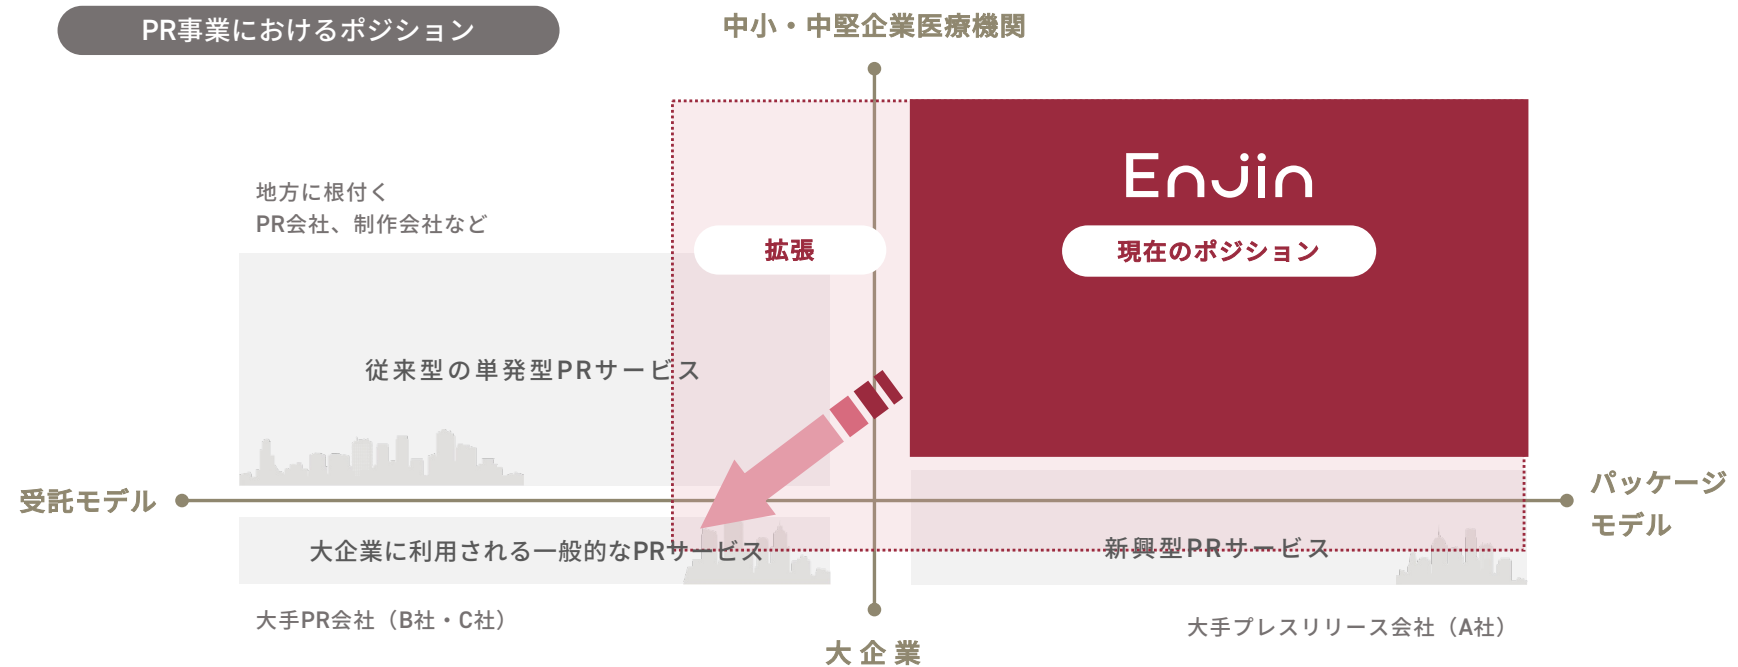 PR事業におけるポジション
中小・中堅企業医療機関
Enjin
地方に根付く
PR会社、制作会社など
拡張
現在のポジション
従来型の単発型PRサービス
受託モデル
パッケージ
モデル
大企業に利用される一般的なPRサービス
新興型PRサービス
大手PR会社（B社・C社）
大手プレスリリース会社（A社）
大企業